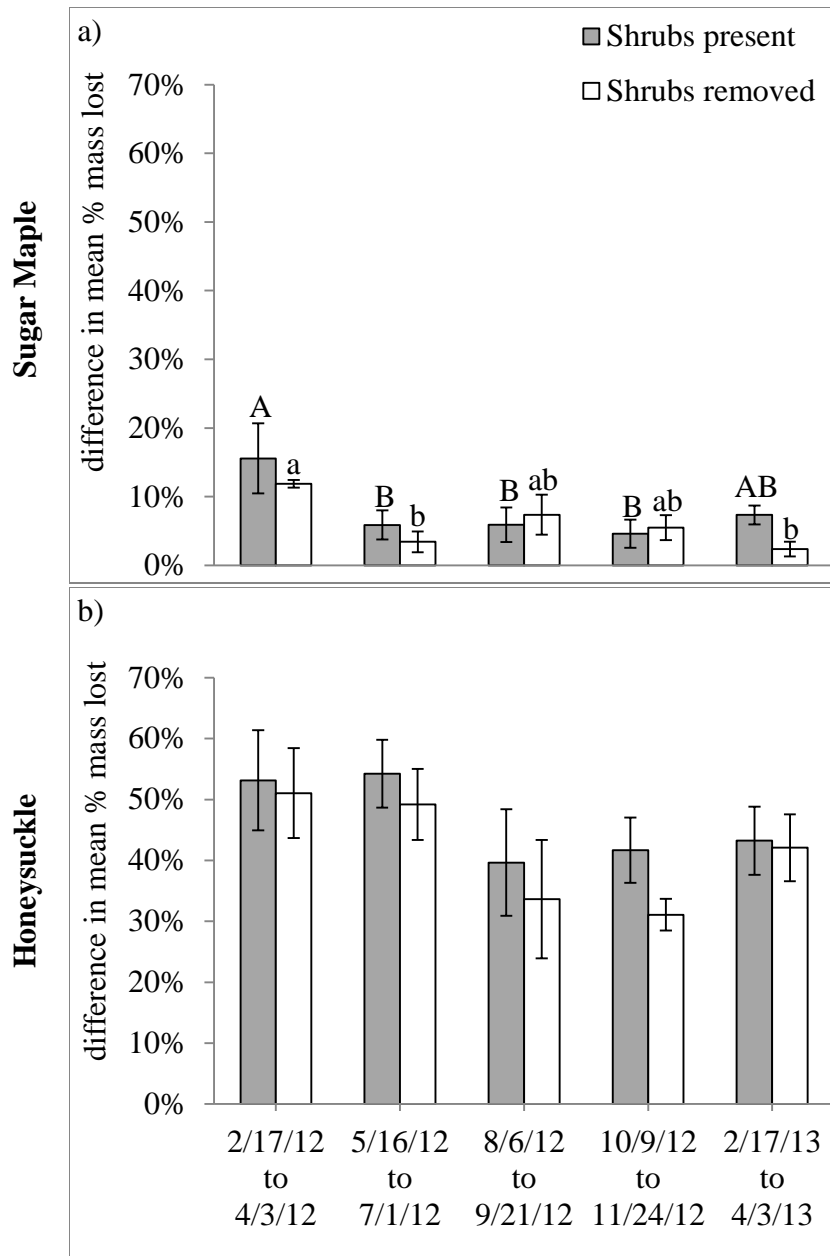 a)
Shrubs present
Shrubs removed
Sugar Maple
difference in mean % mass lost
70%
60%
50%
40%
30%
20%
10%
0%
A
a
B
b
B
ab
B
ab
AB
b
b)
Honeysuckle
difference in mean % mass lost
70%
60%
50%
40%
30%
20%
10%
0%
2/17/12
to
4/3/12
5/16/12
to
7/1/12
8/6/12
to
9/21/12
10/9/12
to
11/24/12
2/17/13
to
4/3/13